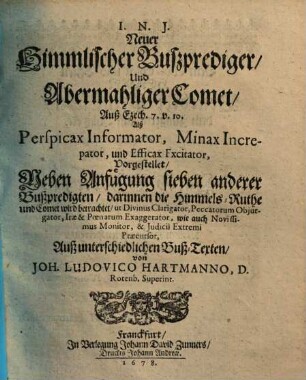 I. N. J.
Neuer
Himmlischer Bußprediger/
Und
Abermahliger Comet/
Auß Ezech. 7. v. 10.
Als
Perspicax Informator, Minax Incre-
pator, und Efficax Excitator,
Vorgestellet/
Neben Anfügung sieben anderer
Bußpredigten/ darinnen die Himmels-Ruthe
und Comet wird betrachtet/ ut Divinus Clarigator, Peccatorum Objur-
gator, Iræ & Pœnarum Exaggerator, wie auch Novissi-
mus Monitor, & Judicii Extremi
Præcursor,
Auß unterschiedlichen Buß-Texten/
von
JOH. LUDOVICO HARTMANNO, D.
Rotenb. Superint.
Franckfurt/
In Verlegung Johann David Zunners/
Druckts Johann Andreæ.
1678.